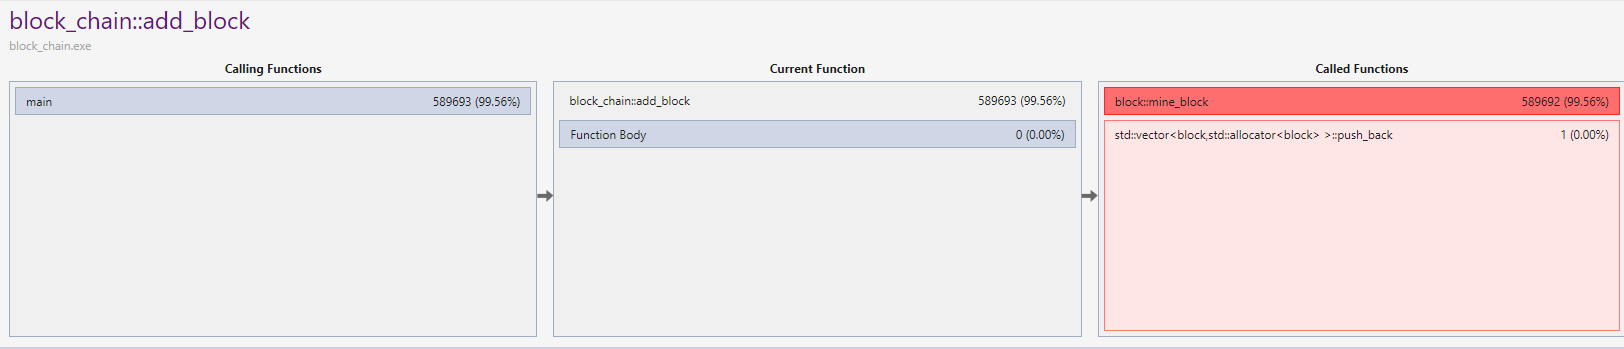 block_chain::add_block
block_chain.exe
Calling Functions
Current Function
Called Functions
main 589693 (99.56%)
block_chain::add_block 589693 (99.56%)
block::mine_block 589692 (99.56%)
Function Body 0 (0.00%)
std::vector<block,std::allocator<block> >::push_back 1 (0.00%)